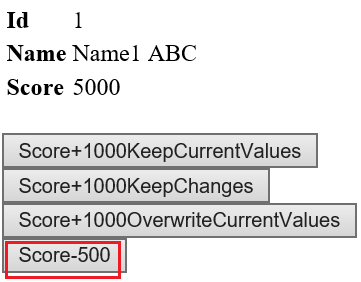 Id 1
Name Name1 ABC
Score 5000
Score+1000KeepCurrentValues
Score+1000KeepChanges
Score+1000OverwriteCurrentValues
Score-500